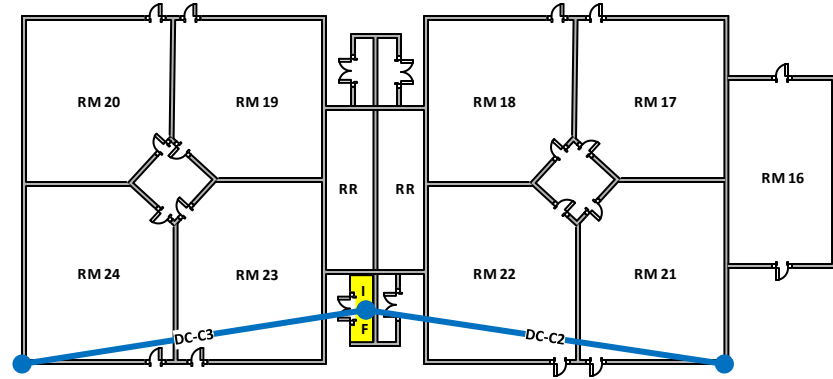 RM 20
RM 19
RM 18
RM 17
RM 16
RR
RR
RM 24
RM 23
RM 22
RM 21
I
F
DC-C3
DC-C2